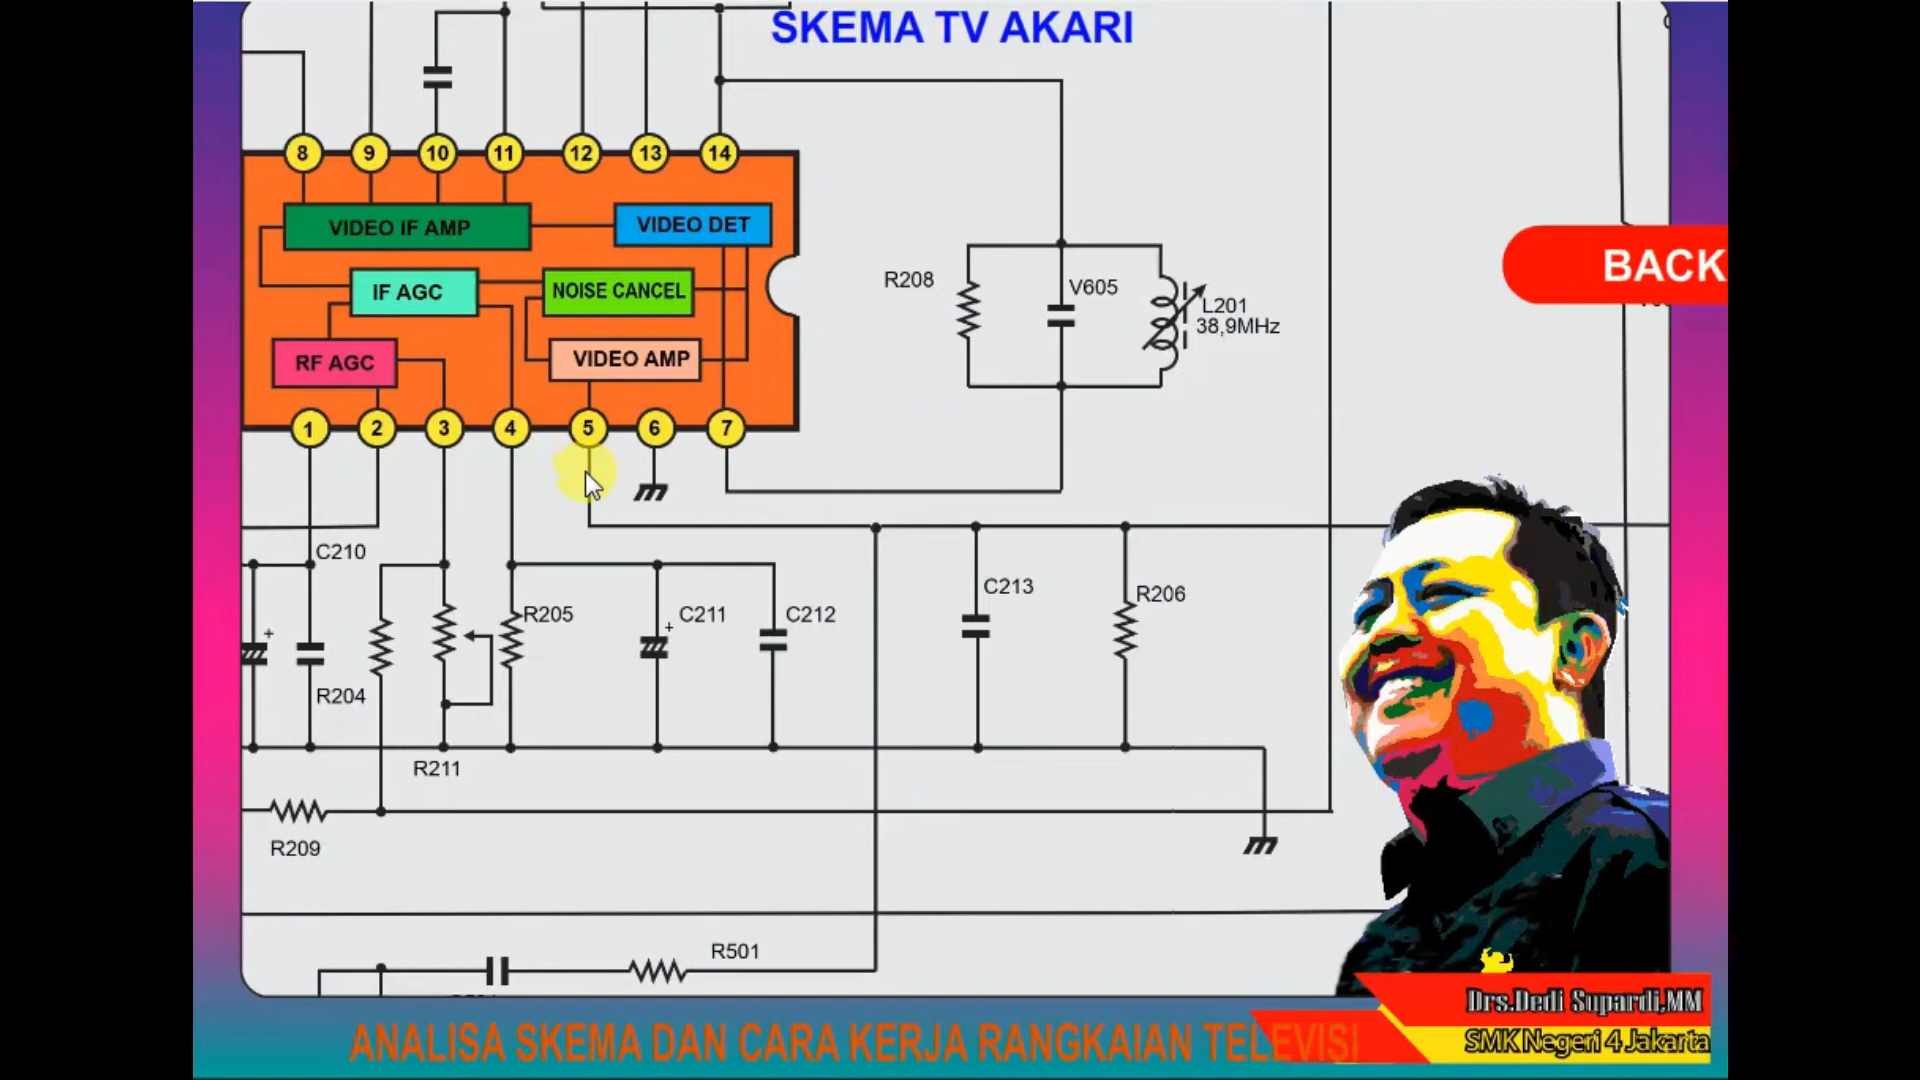 SKEMA TV AKARI
8 9 10 11 12 13 14
VIDEO IF AMP
VIDEO DET
BACK
IF AGC
NOISE CANCEL
R208
V605
L201
38,9MHz
RF AGC
VIDEO AMP
1 2 3 4 5 6 7
C210
R205
+
C211
C212
C213
R206
+
R204
R211
R209
R501
Drs.Dedi Supardi,MM
SMK Negeri 4 Jakarta
ANALISA SKEMA DAN CARA KERJA RANGKAIAN TELEVISI